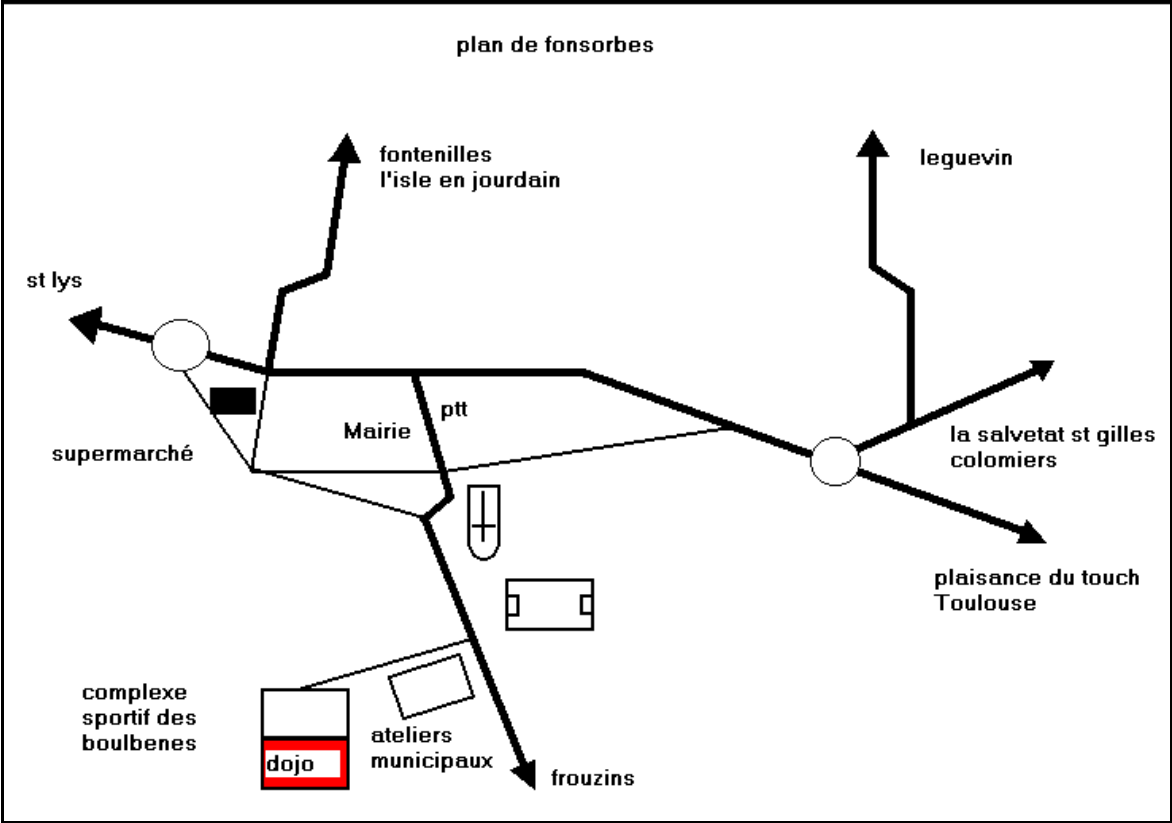 plan de fonsorbes
fontenilles
l'isle en jourdain
leguevin
st lys
ptt
Mairie
supermarché
la salvetat st gilles
colomiers
plaisance du touch
Toulouse
complexe
sportif des
boulbenes
ateliers
municipaux
dojo
frouzins